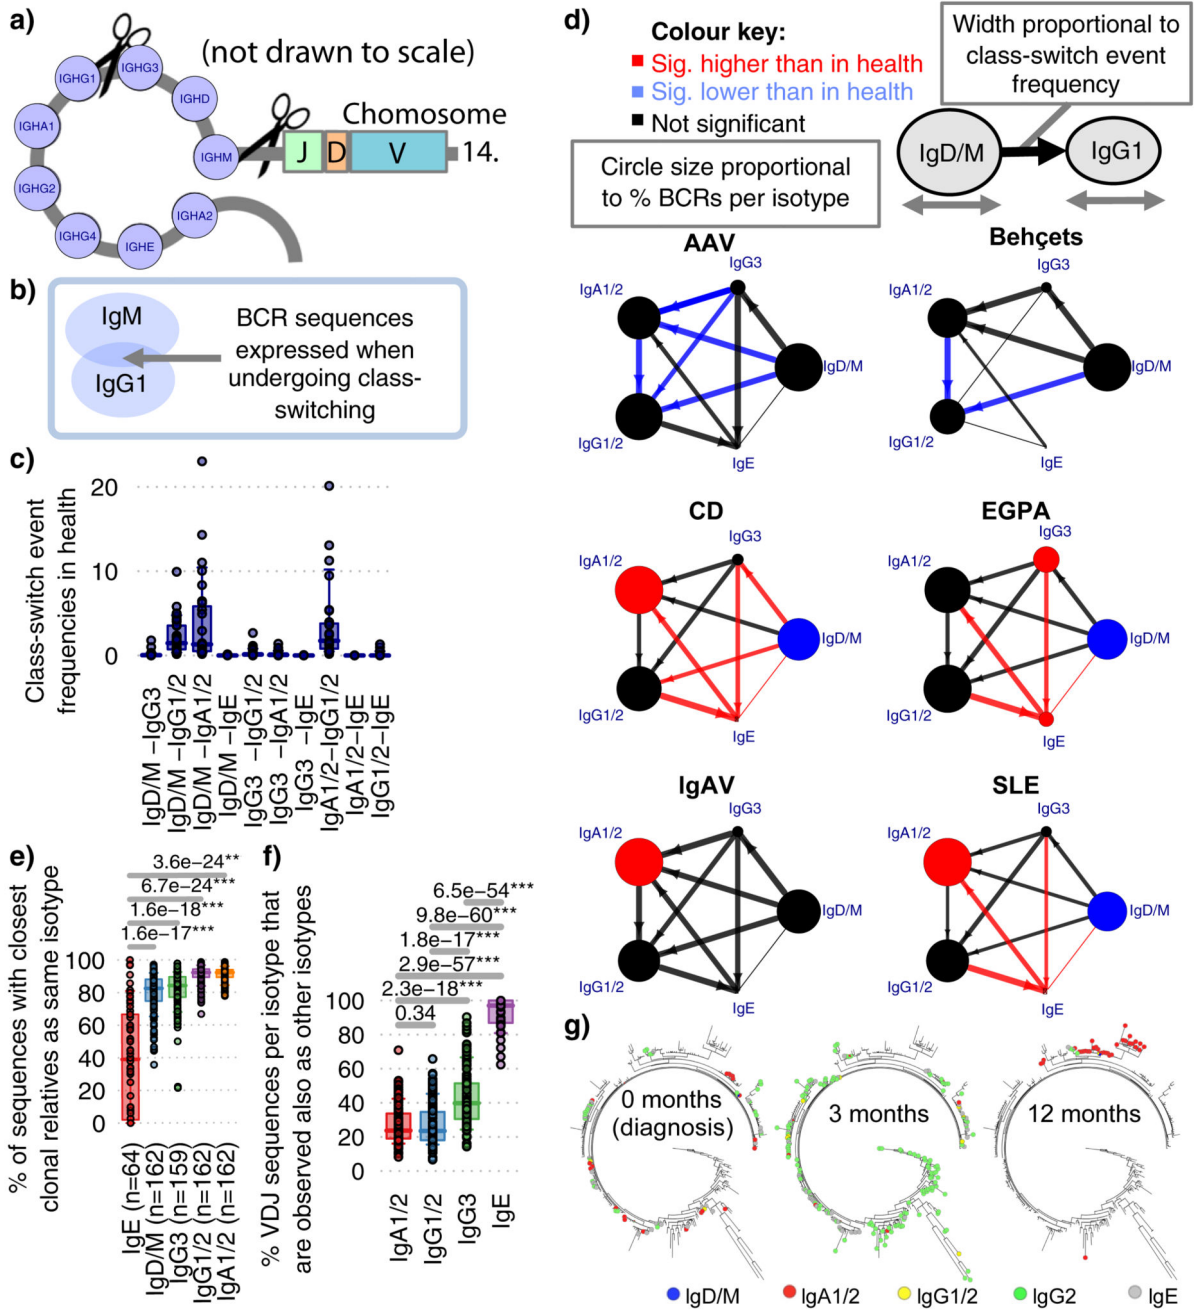 a)
(not drawn to scale)
IGHG1
IGHG3
IGHD
IGHA1
IGHM
IGHG2
IGHG4
IGHE
IGHA2
Chomosome
J
D
V
14.
b)
IgM
IgG1
BCR sequences
expressed when
undergoing class-
switching
c)
Class-switch event
frequencies in health
20
10
0
IgD/M –IgG3
IgD/M –IgG1/2
IgD/M –IgA1/2
IgD/M –IgE
IgG3 –IgG1/2
IgG3 –IgA1/2
IgG3 –IgE
IgA1/2–IgG1/2
IgA1/2–IgE
IgG1/2–IgE
d)
Colour key:
Sig. higher than in health
Sig. lower than in health
Not significant
Circle size proportional
to % BCRs per isotype
Width proportional to
class-switch event
frequency
IgD/M
IgG1
AAV
IgG3
IgA1/2
IgD/M
IgG1/2
IgE
Behçets
IgG3
IgA1/2
IgD/M
IgG1/2
IgE
CD
IgG3
IgA1/2
IgD/M
IgG1/2
IgE
EGPA
IgG3
IgA1/2
IgD/M
IgG1/2
IgE
IgAV
IgG3
IgA1/2
IgD/M
IgG1/2
IgE
SLE
IgG3
IgA1/2
IgD/M
IgG1/2
IgE
e)
% of sequences with closest
clonal relatives as same isotype
3.6e−24**
6.7e−24***
1.6e−18***
1.6e−17***
100
80
60
40
20
0
IgE (n=64)
IgD/M (n=162)
IgG3 (n=159)
IgG1/2 (n=162)
IgA1/2 (n=162)
f)
% VDJ sequences per isotype that
are observed also as other isotypes
6.5e−54***
9.8e−60***
1.8e−17***
2.9e−57***
2.3e−18***
0.34
100
80
60
40
20
0
IgA1/2
IgG1/2
IgG3
IgE
g)
0 months
(diagnosis)
3 months
12 months
IgD/M
IgA1/2
IgG1/2
IgG2
IgE